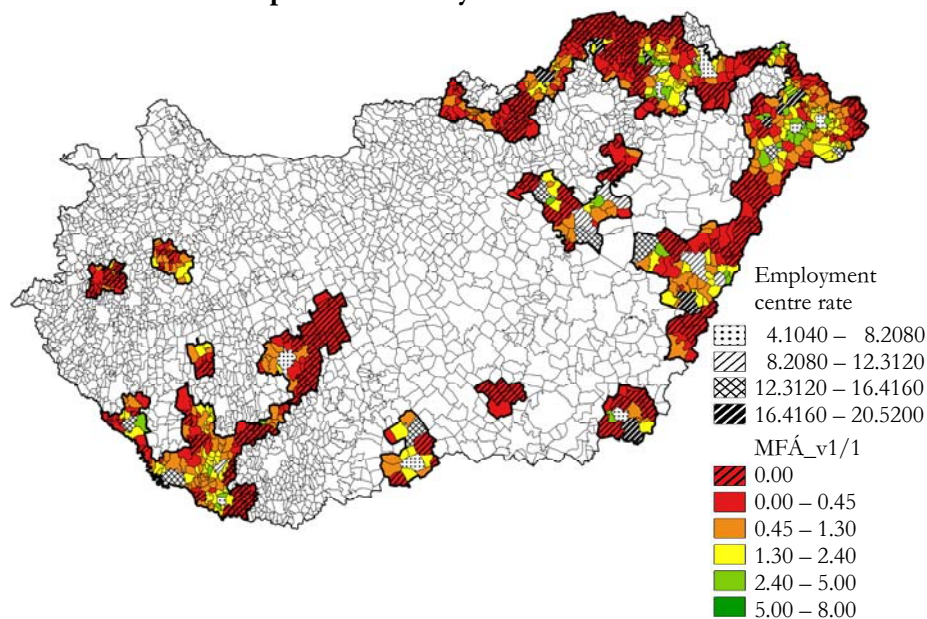 Employment
centre rate
4.1040 – 8.2080
8.2080 – 12.3120
12.3120 – 16.4160
16.4160 – 20.5200
MFÁ_v1/1
0.00
0.00 – 0.45
0.45 – 1.30
1.30 – 2.40
2.40 – 5.00
5.00 – 8.00